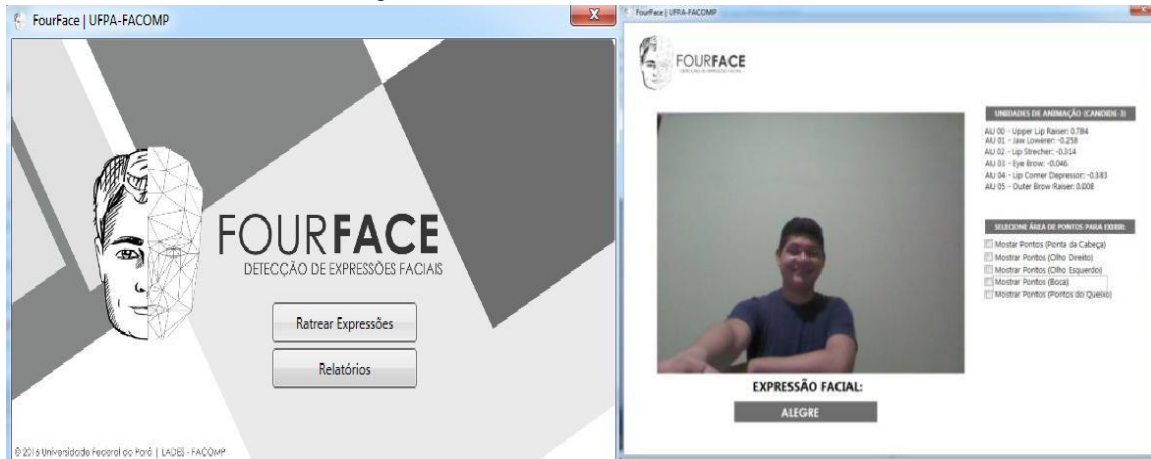 FourFace | UFPA-FACOMP
FOURFACE
DETECÇÃO DE EXPRESSÕES FACIAIS
Ratrear Expressões
Relatórios
© 2016 Universidade Federal do Pará | LADES - FACOMP
FourFace | UFPA-FACOMP
FOURFACE
DETECÇÃO DE EXPRESSÕES FACIAIS
UNIDADES DE ANIMAÇÃO (CANDIDE-3)
AU 00 - Upper Lip Raiser: 0.784
AU 01 - Jaw Lowerer: -0.258
AU 02 - Lip Strecher: -0.314
AU 03 - Eye Brow: -0.046
AU 04 - Lip Corner Depressor: -0.383
AU 05 - Outer Brow Raiser: 0.008
SELECIONE ÁREA DE PONTOS PARA EXIBIR:
Mostar Pontos (Ponta da Cabeça)
Mostrar Pontos (Olho Direito)
Mostrar Pontos (Olho Esquerdo)
Mostrar Pontos (Boca)
Mostrar Pontos (Pontos do Queixo)
EXPRESSÃO FACIAL:
ALEGRE